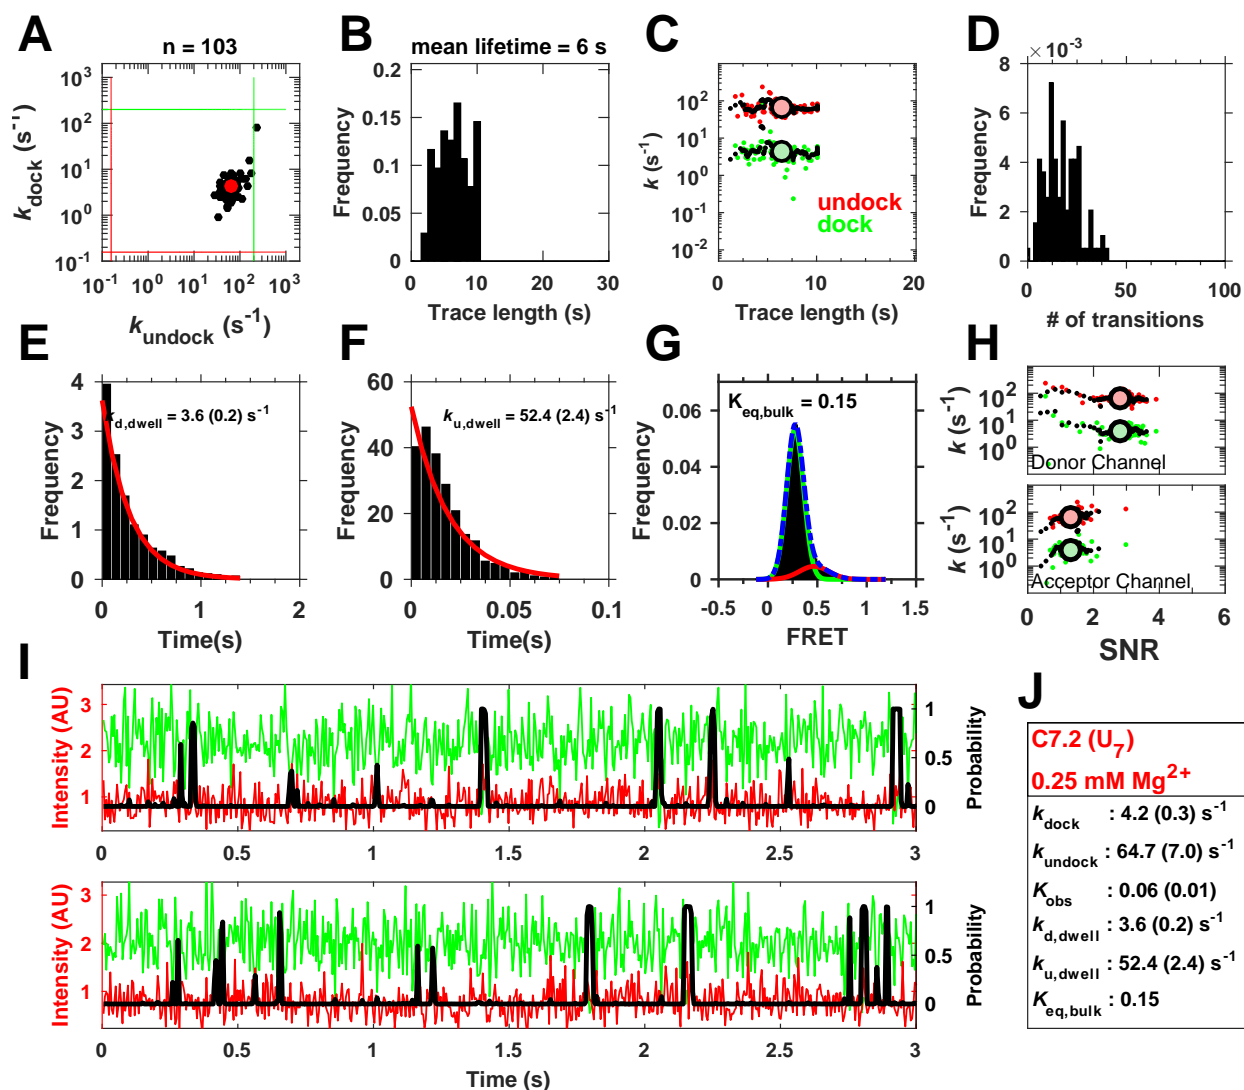 A
n = 103
10³
10²
10¹
10⁰
10⁻¹
10⁻¹ 10⁰ 10¹ 10² 10³
k_dock (s⁻¹)
k_undock (s⁻¹)
B
mean lifetime = 6 s
0.2
0.15
0.1
0.05
0
0 10 20 30
Frequency
Trace length (s)
C
10²
10¹
10⁰
10⁻¹
10⁻²
k (s⁻¹)
undock
dock
0 5 10 15 20
Trace length (s)
D
× 10⁻³
8
6
4
2
0
0 50 100
Frequency
# of transitions
E
4
3
2
1
0
k_d,dwell = 3.6 (0.2) s⁻¹
0 1 2
Frequency
Time(s)
F
60
40
20
0
k_u,dwell = 52.4 (2.4) s⁻¹
0 0.05 0.1
Frequency
Time(s)
G
K_eq,bulk = 0.15
0.06
0.04
0.02
0
-0.5 0 0.5 1 1.5
Frequency
FRET
H
10²
10¹
10⁰
k (s⁻¹)
Donor Channel
10²
10¹
10⁰
k (s⁻¹)
Acceptor Channel
0 2 4 6
SNR
I
3
2
1
Intensity (AU)
1
0.5
0
Probability
0 0.5 1 1.5 2 2.5 3
3
2
1
Intensity (AU)
1
0.5
0
Probability
0 0.5 1 1.5 2 2.5 3
Time (s)
J
C7.2 (U₇)
0.25 mM Mg²⁺
k_dock : 4.2 (0.3) s⁻¹
k_undock : 64.7 (7.0) s⁻¹
K_obs : 0.06 (0.01)
k_d,dwell : 3.6 (0.2) s⁻¹
k_u,dwell : 52.4 (2.4) s⁻¹
K_eq,bulk : 0.15